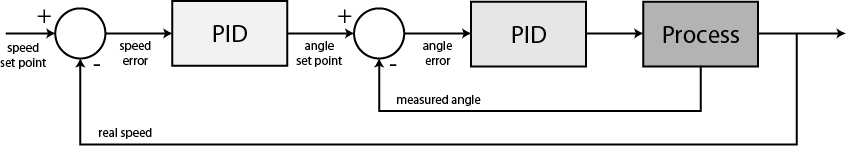 +
speed
set point
-
speed
error
PID
angle
set point
+
-
angle
error
PID
Process
measured angle
real speed